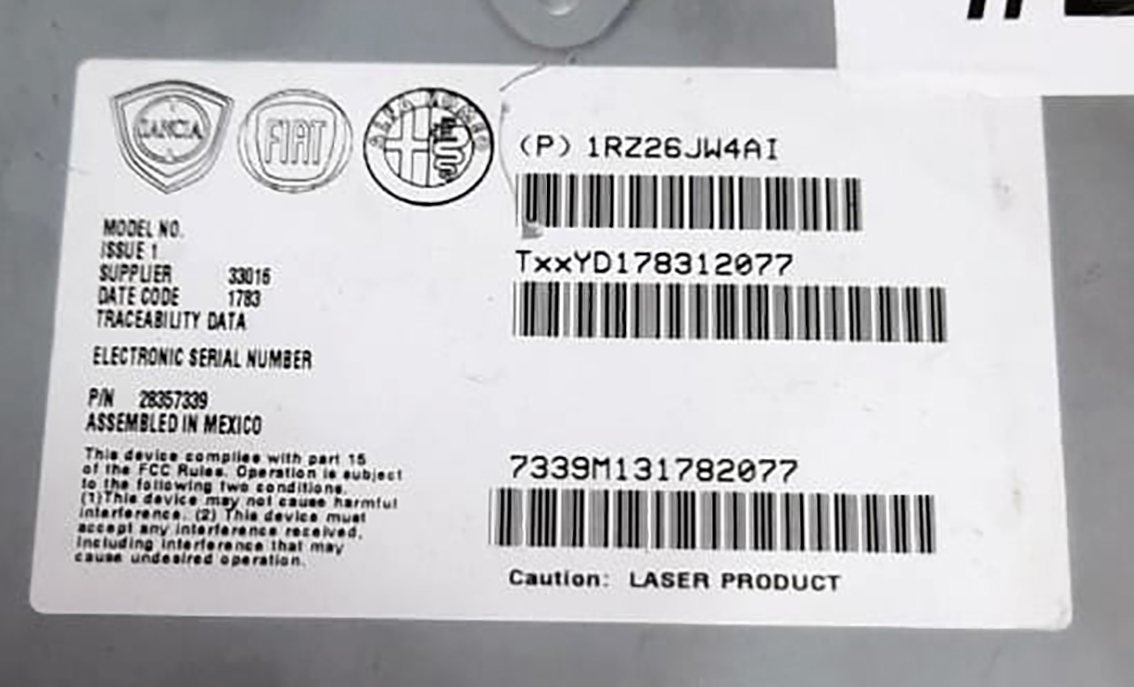 LANCIA
FIAT
ALFA ROMEO
(P) 1RZ26JW4AI
MODEL NO.
ISSUE 1
SUPPLIER 33016
DATE CODE 1783
TRACEABILITY DATA
TxxYD178312077
ELECTRONIC SERIAL NUMBER
P/N 28357339
ASSEMBLED IN MEXICO
This device complies with part 15
of the FCC Rules. Operation is subject
to the following two conditions.
(1)This device may not cause harmful
interference. (2) This device must
accept any interference received,
including interference that may
cause undesired operation.
7339M131782077
Caution: LASER PRODUCT